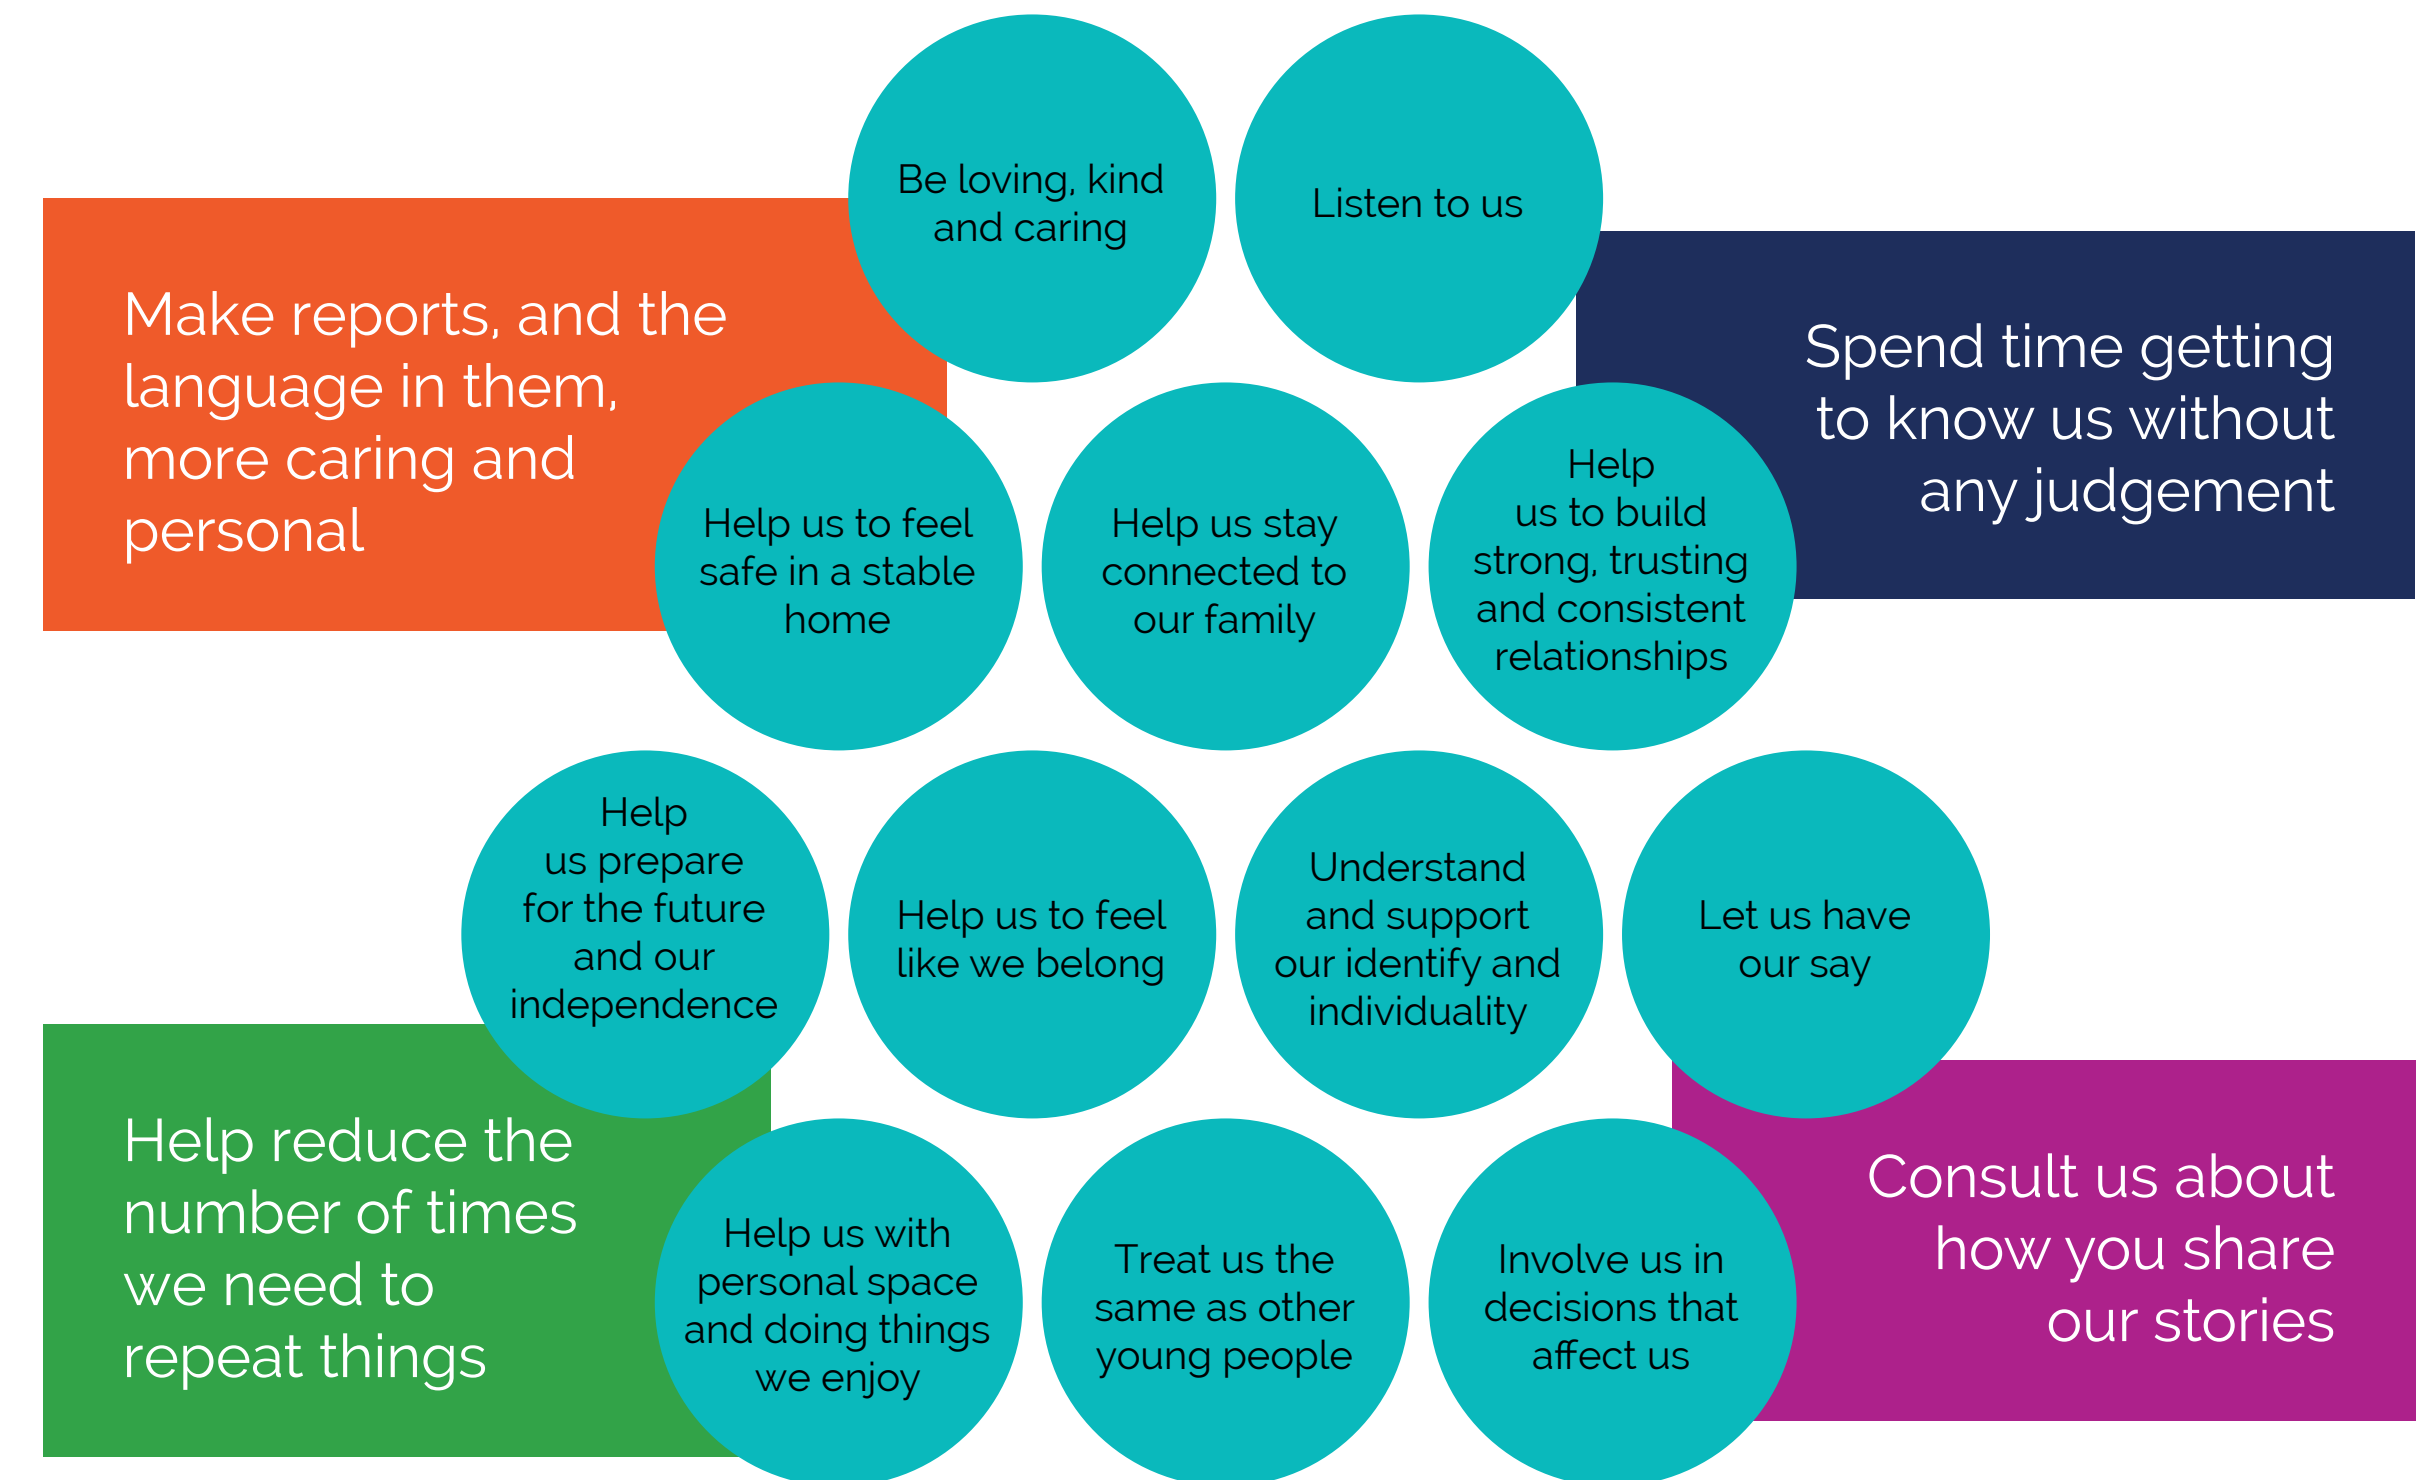 Be loving, kind
and caring
Listen to us
Make reports, and the
language in them,
more caring and
personal
Spend time getting
to know us without
any judgement
Help us to feel
safe in a stable
home
Help us stay
connected to
our family
Help
us to build
strong, trusting
and consistent
relationships
Help
us prepare
for the future
and our
independence
Help us to feel
like we belong
Understand
and support
our identify and
individuality
Let us have
our say
Help reduce the
number of times
we need to
repeat things
Help us with
personal space
and doing things
we enjoy
Treat us the
same as other
young people
Involve us in
decisions that
affect us
Consult us about
how you share
our stories